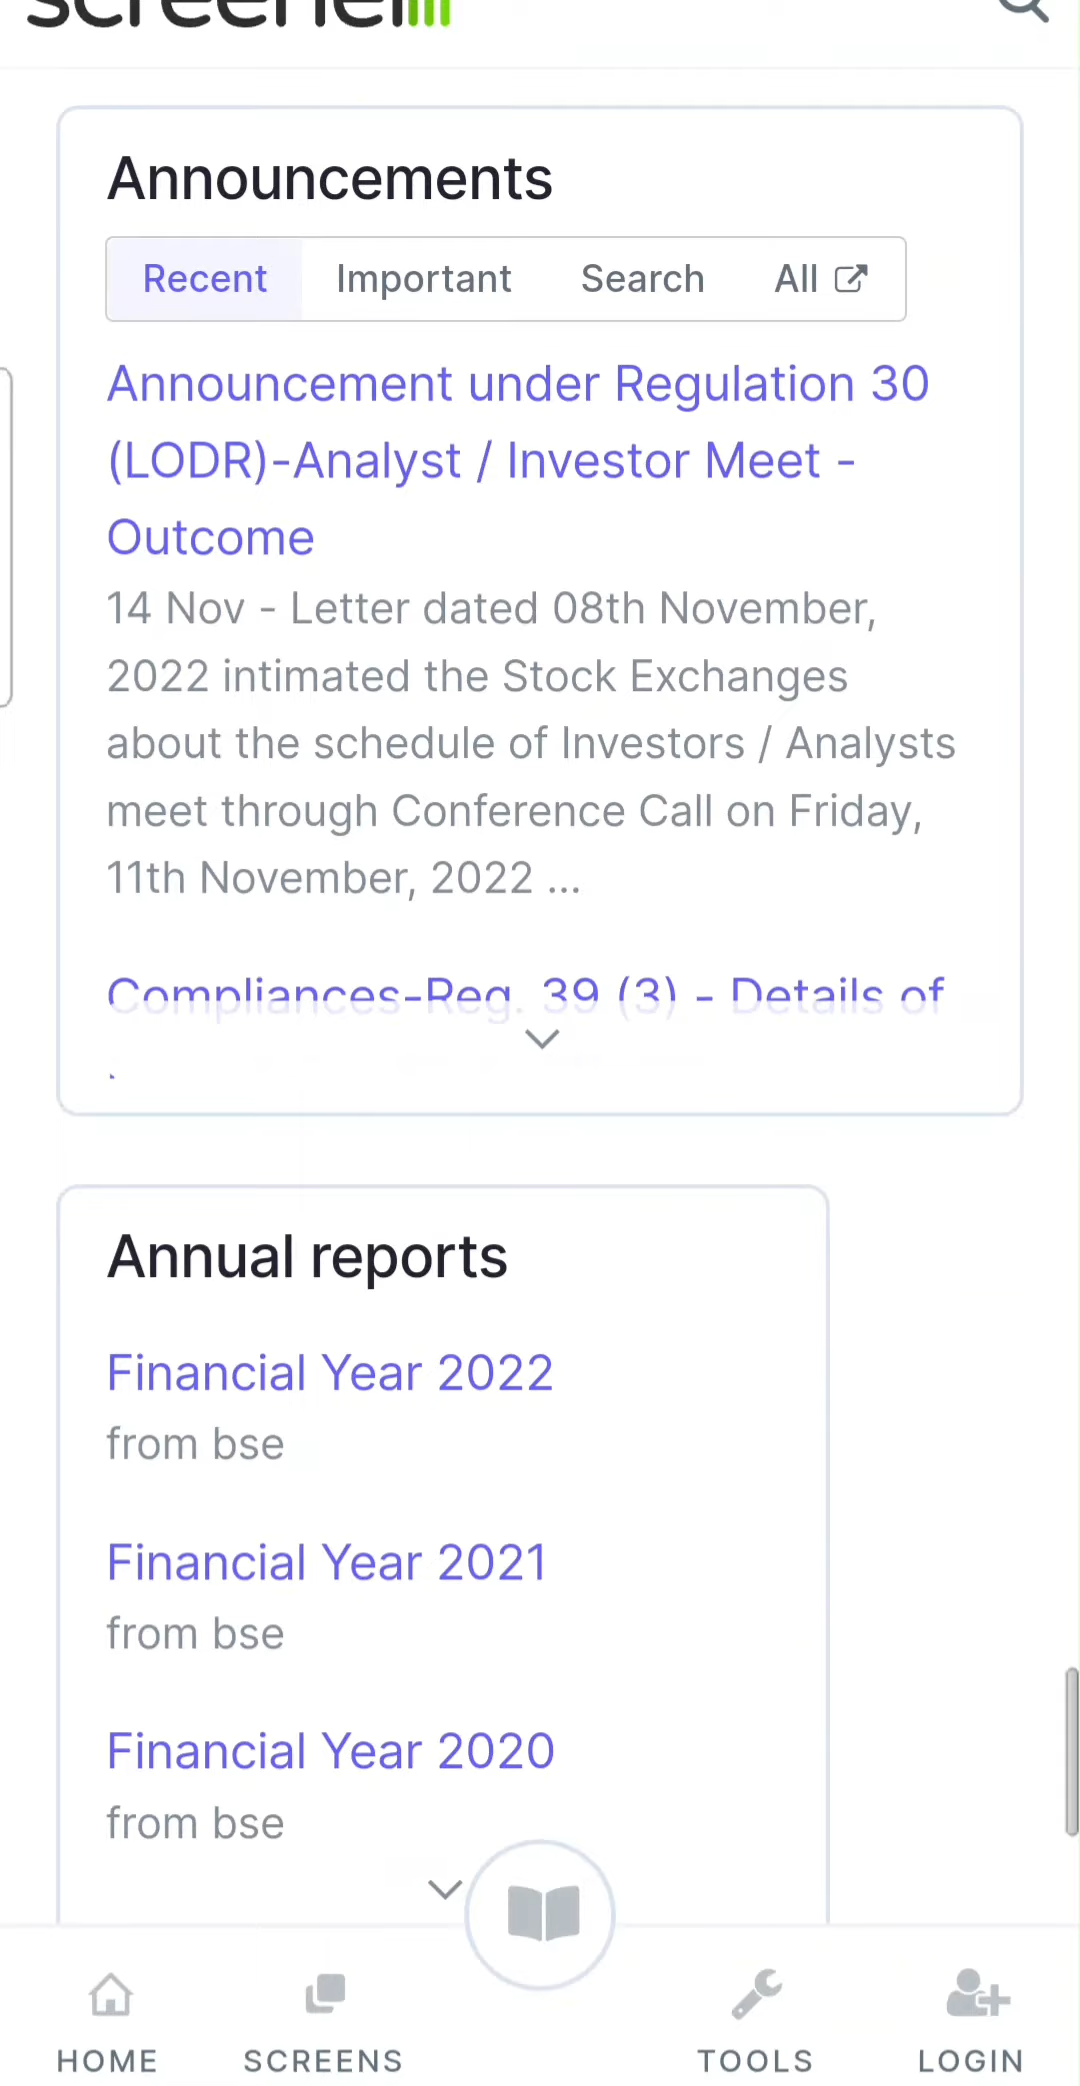 screener
Announcements
Recent Important Search All
Announcement under Regulation 30
(LODR)-Analyst / Investor Meet -
Outcome
14 Nov - Letter dated 08th November,
2022 intimated the Stock Exchanges
about the schedule of Investors / Analysts
meet through Conference Call on Friday,
11th November, 2022 ...
Compliances-Reg. 39 (3) - Details of
Annual reports
Financial Year 2022
from bse
Financial Year 2021
from bse
Financial Year 2020
from bse
HOME SCREENS TOOLS LOGIN